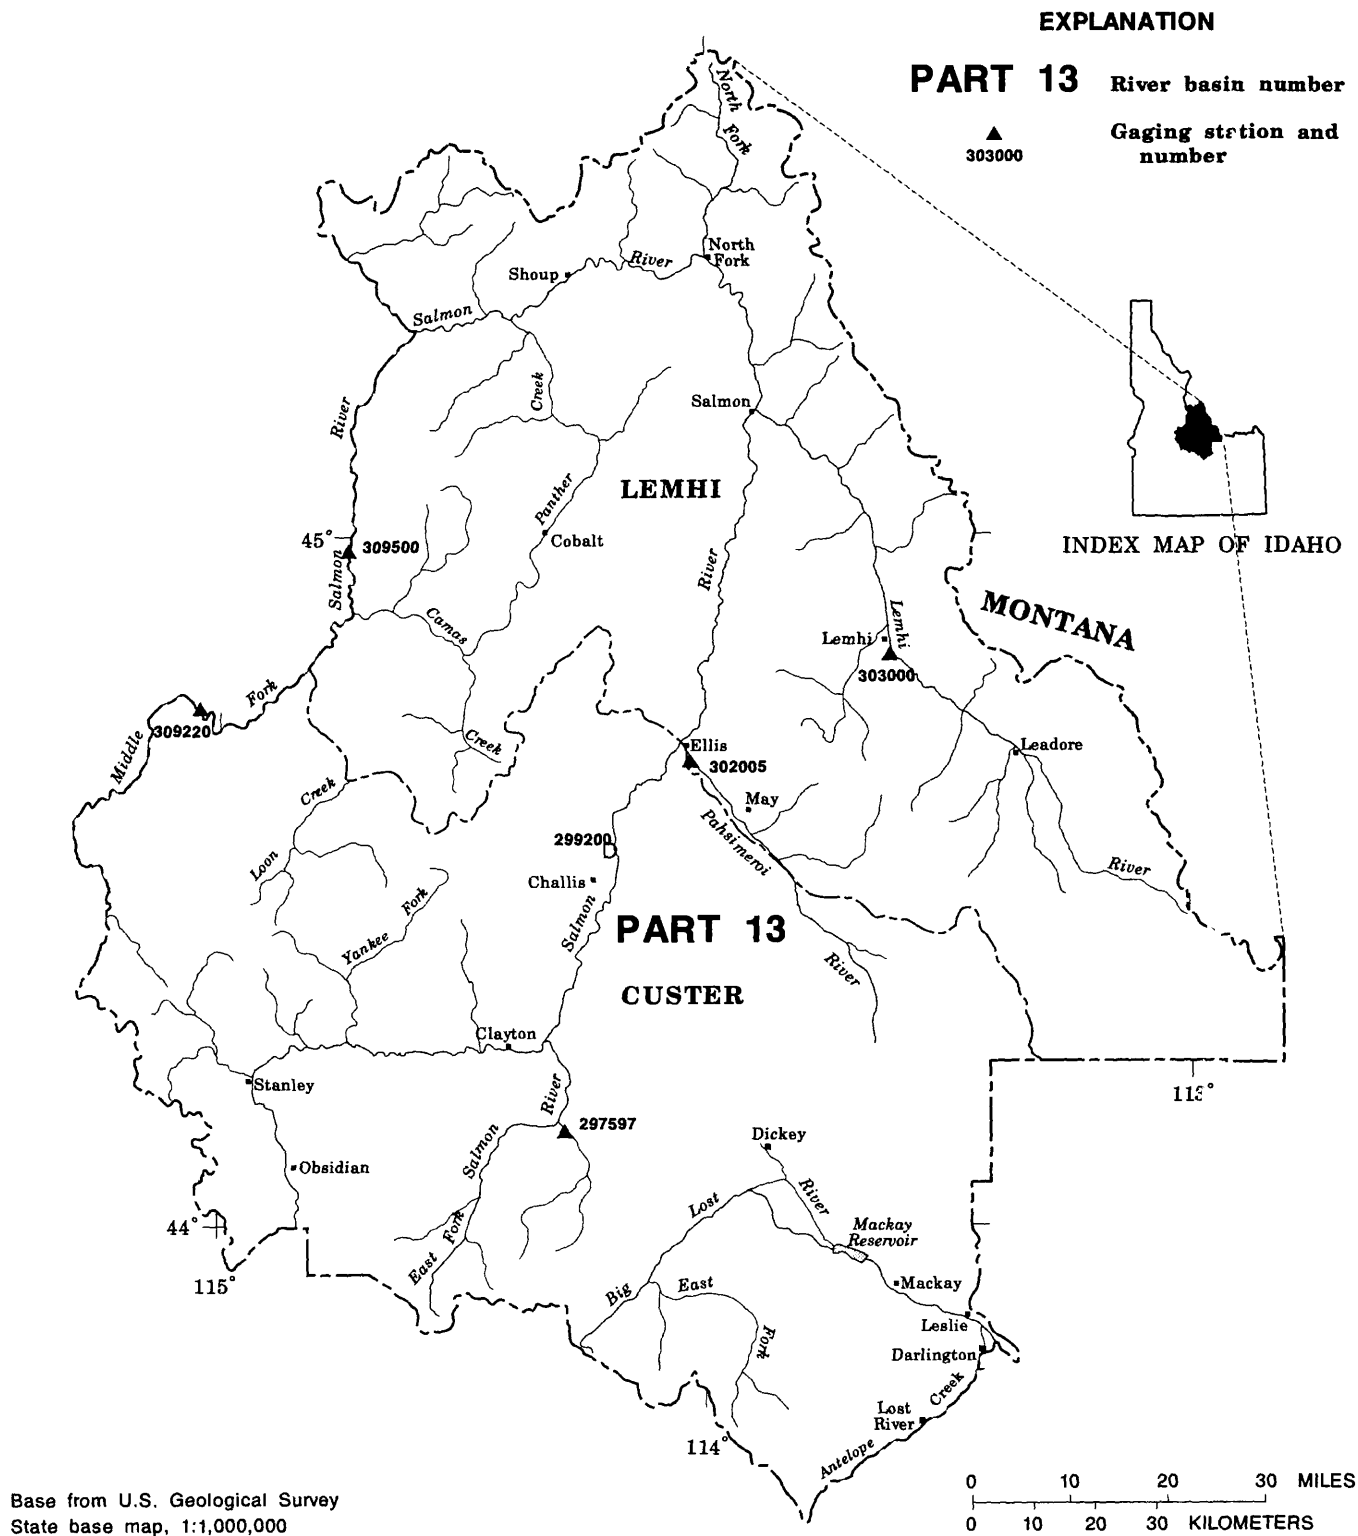 EXPLANATION
PART 13 River basin number
303000
Gaging station and
number
North
Fork
North
Fork
River
Shoup
Salmon
Creek
River
Salmon
LEMHI
Panther
Cobalt
45°
309500
Salmon
River
INDEX MAP OF IDAHO
MONTANA
Camas
Lemhi
Lemhi
303000
Fork
309220
Middle
Creek
Ellis
302005
Leadore
Creek
May
Pahsimeroi
299200
Loon
Challis
Fork
Salmon
River
PART 13
Yankee
River
CUSTER
Clayton
Stanley
River
113°
297597
Dickey
Salmon
Obsidian
River
Lost
44°
Fork
Mackay
Reservoir
115°
East
Big
East
Mackay
Leslie
Fork
Darlington
Creek
Lost
River
114°
Antelope
0 10 20 30 MILES
0 10 20 30 KILOMETERS
Base from U.S. Geological Survey
State base map, 1:1,000,000